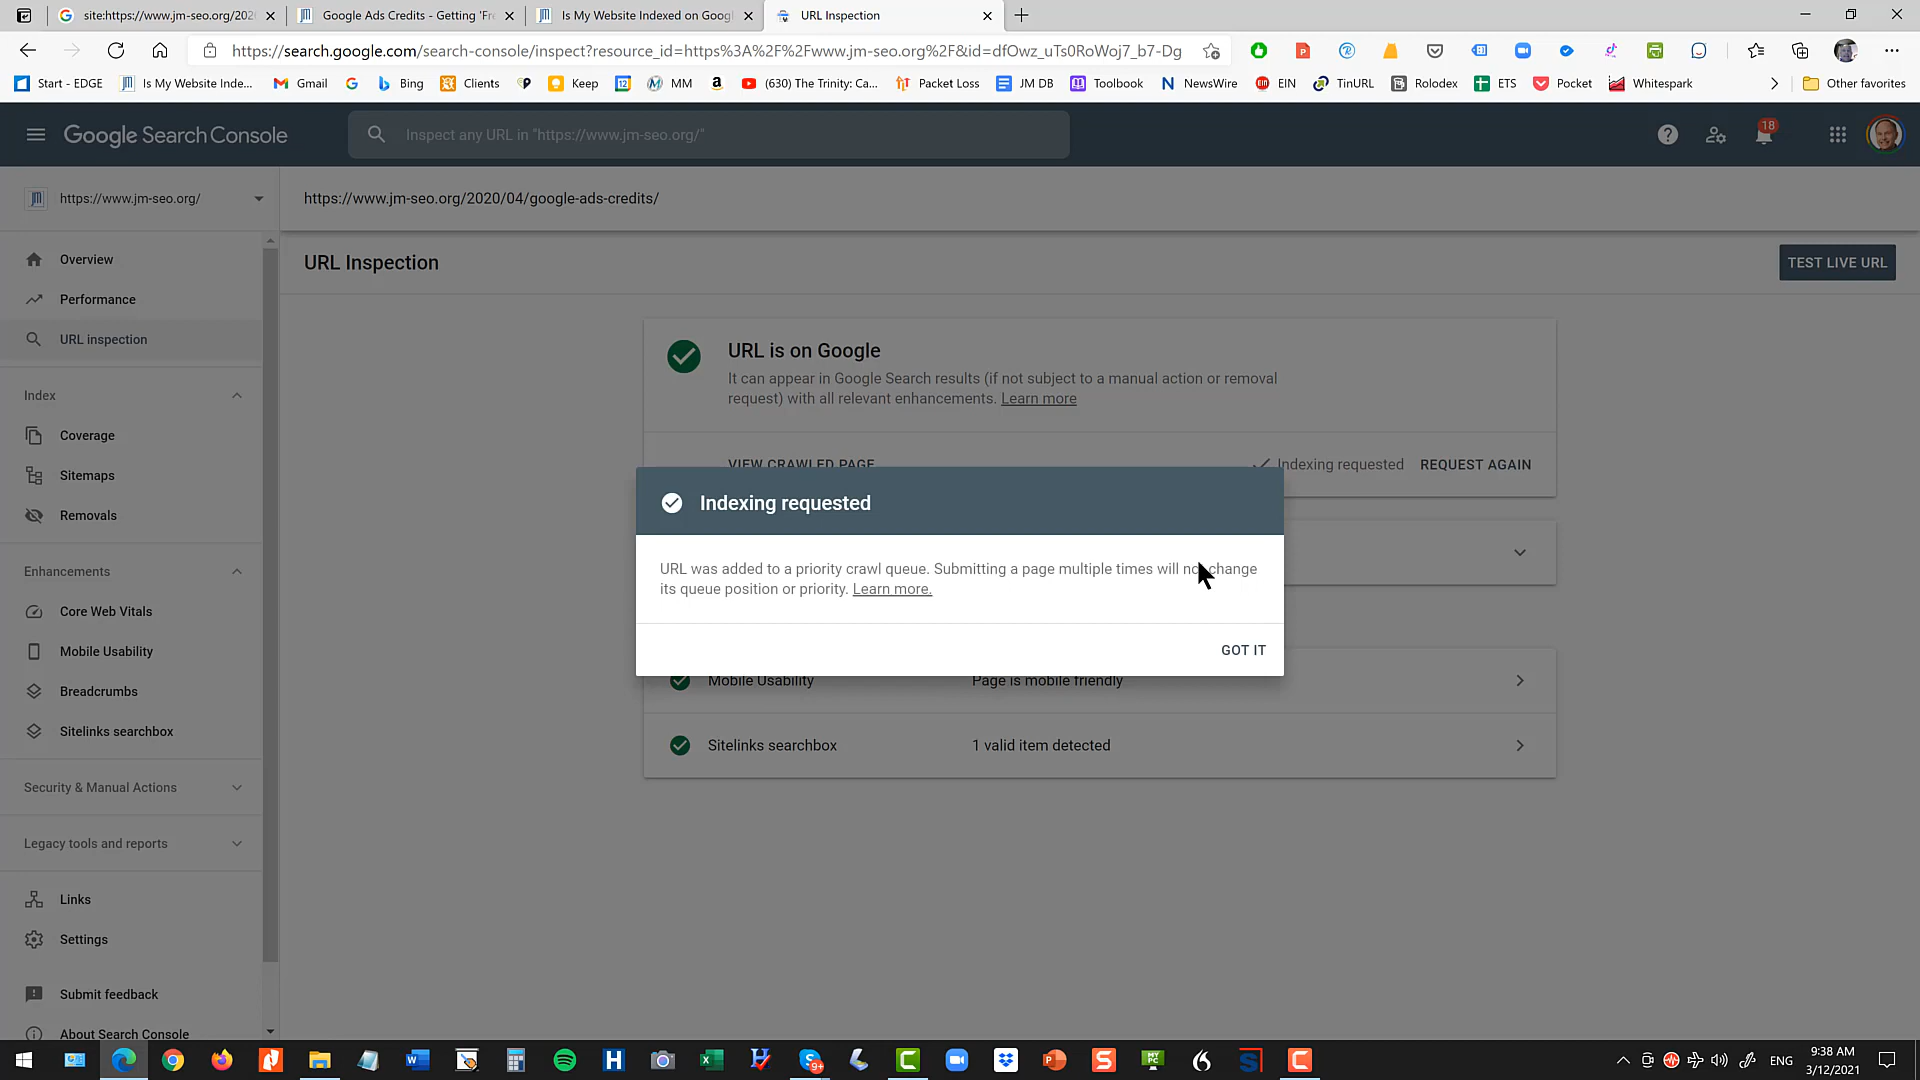 site:https://www.jm-seo.org/202
Google Ads Credits - Getting 'Fre
Is My Website Indexed on Googl
URL Inspection
https://search.google.com/search-console/inspect?resource_id=https%3A%2F%2Fwww.jm-seo.org%2F&id=dfOwz_uTs0RoWoj7_b7-Dg
Start - EDGE
Is My Website Inde...
Gmail
Bing
Clients
Keep
MM
(630) The Trinity: Ca...
Packet Loss
JM DB
Toolbook
NewsWire
EIN
TinURL
Rolodex
ETS
Pocket
Whitespark
Other favorites
Google Search Console
Inspect any URL in "https://www.jm-seo.org/"
18
https://www.jm-seo.org/
https://www.jm-seo.org/2020/04/google-ads-credits/
Overview
Performance
URL inspection
Index
Coverage
Sitemaps
Removals
Enhancements
Core Web Vitals
Mobile Usability
Breadcrumbs
Sitelinks searchbox
Security & Manual Actions
Legacy tools and reports
Links
Settings
Submit feedback
About Search Console
URL Inspection
TEST LIVE URL
URL is on Google
It can appear in Google Search results (if not subject to a manual action or removal
request) with all relevant enhancements. Learn more
VIEW CRAWLED PAGE
Indexing requested
REQUEST AGAIN
Indexing requested
URL was added to a priority crawl queue. Submitting a page multiple times will not change
its queue position or priority. Learn more.
GOT IT
Mobile Usability
Page is mobile friendly
Sitelinks searchbox
1 valid item detected
ENG
9:38 AM
3/12/2021